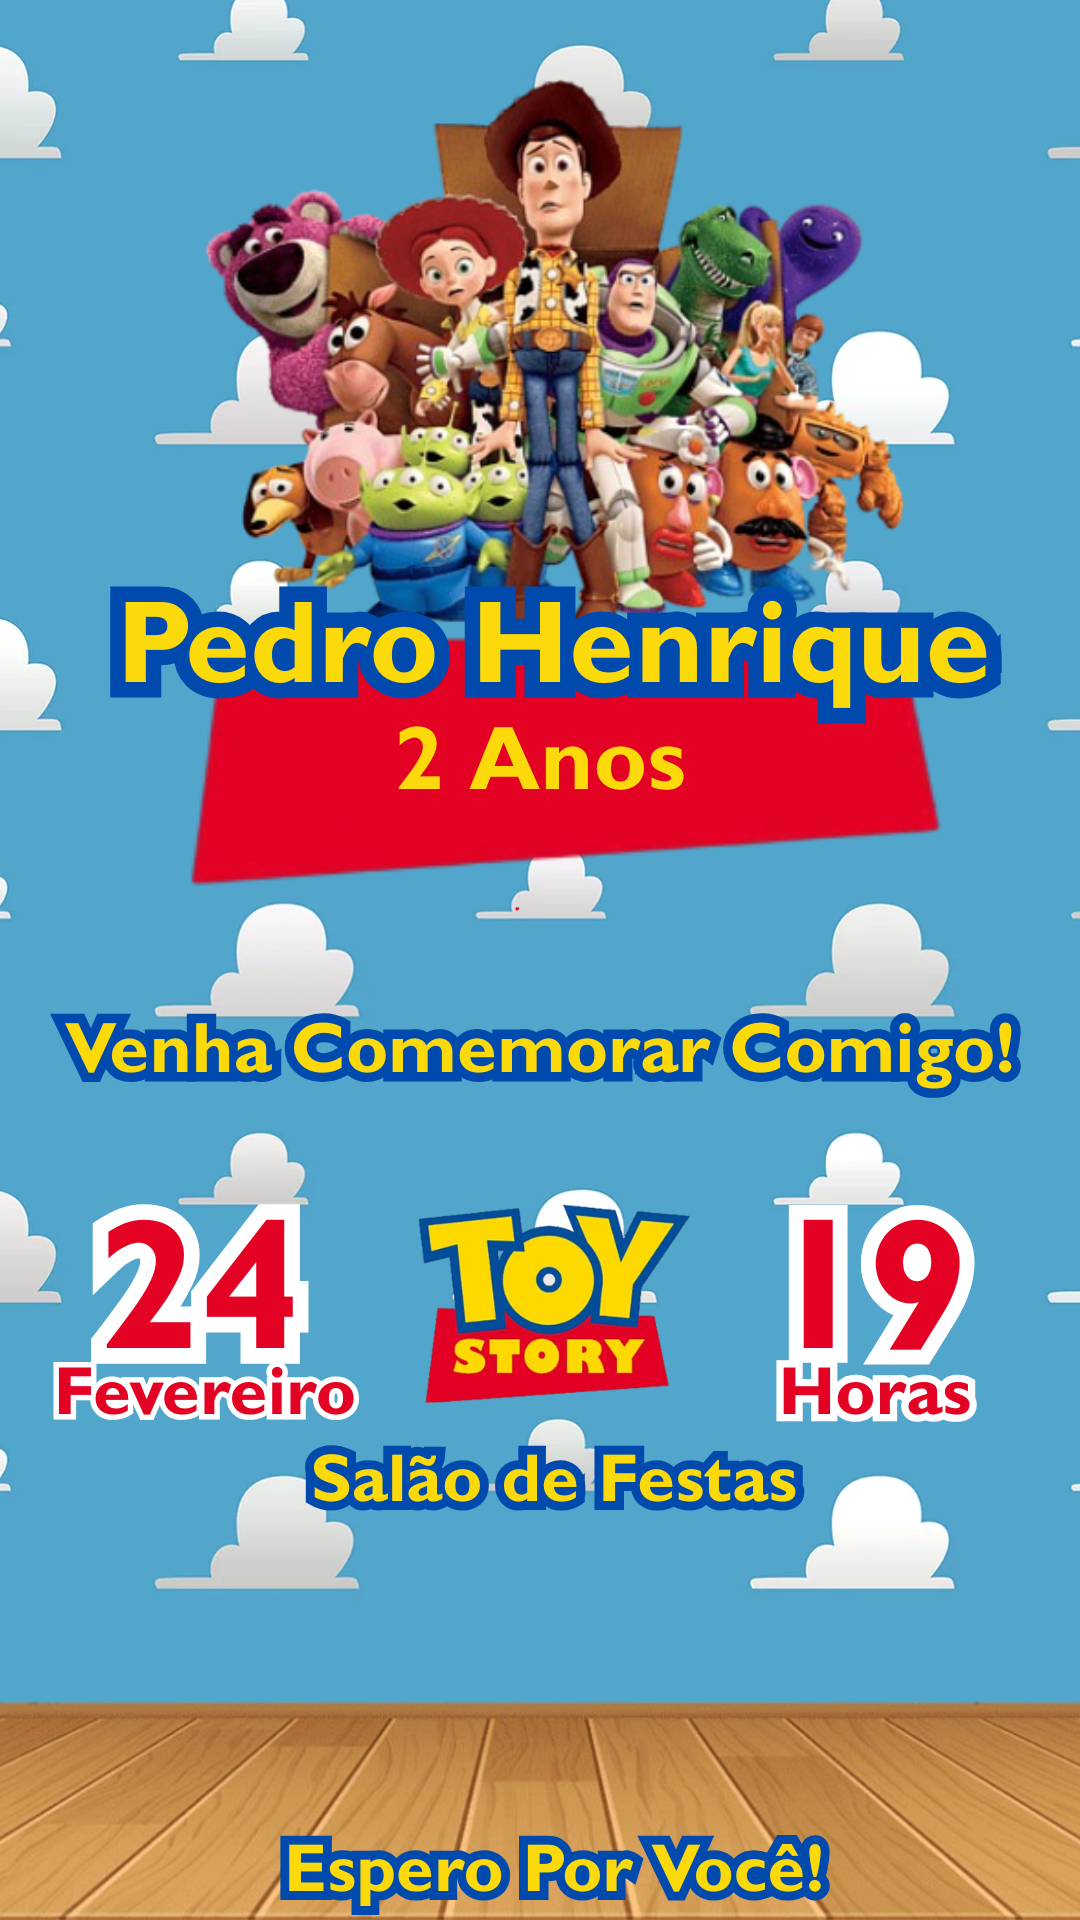 Pedro Henrique
2 Anos
Venha Comemorar Comigo!
24
Fevereiro
TOY
STORY
19
Horas
Salão de Festas
Espero Por Você!